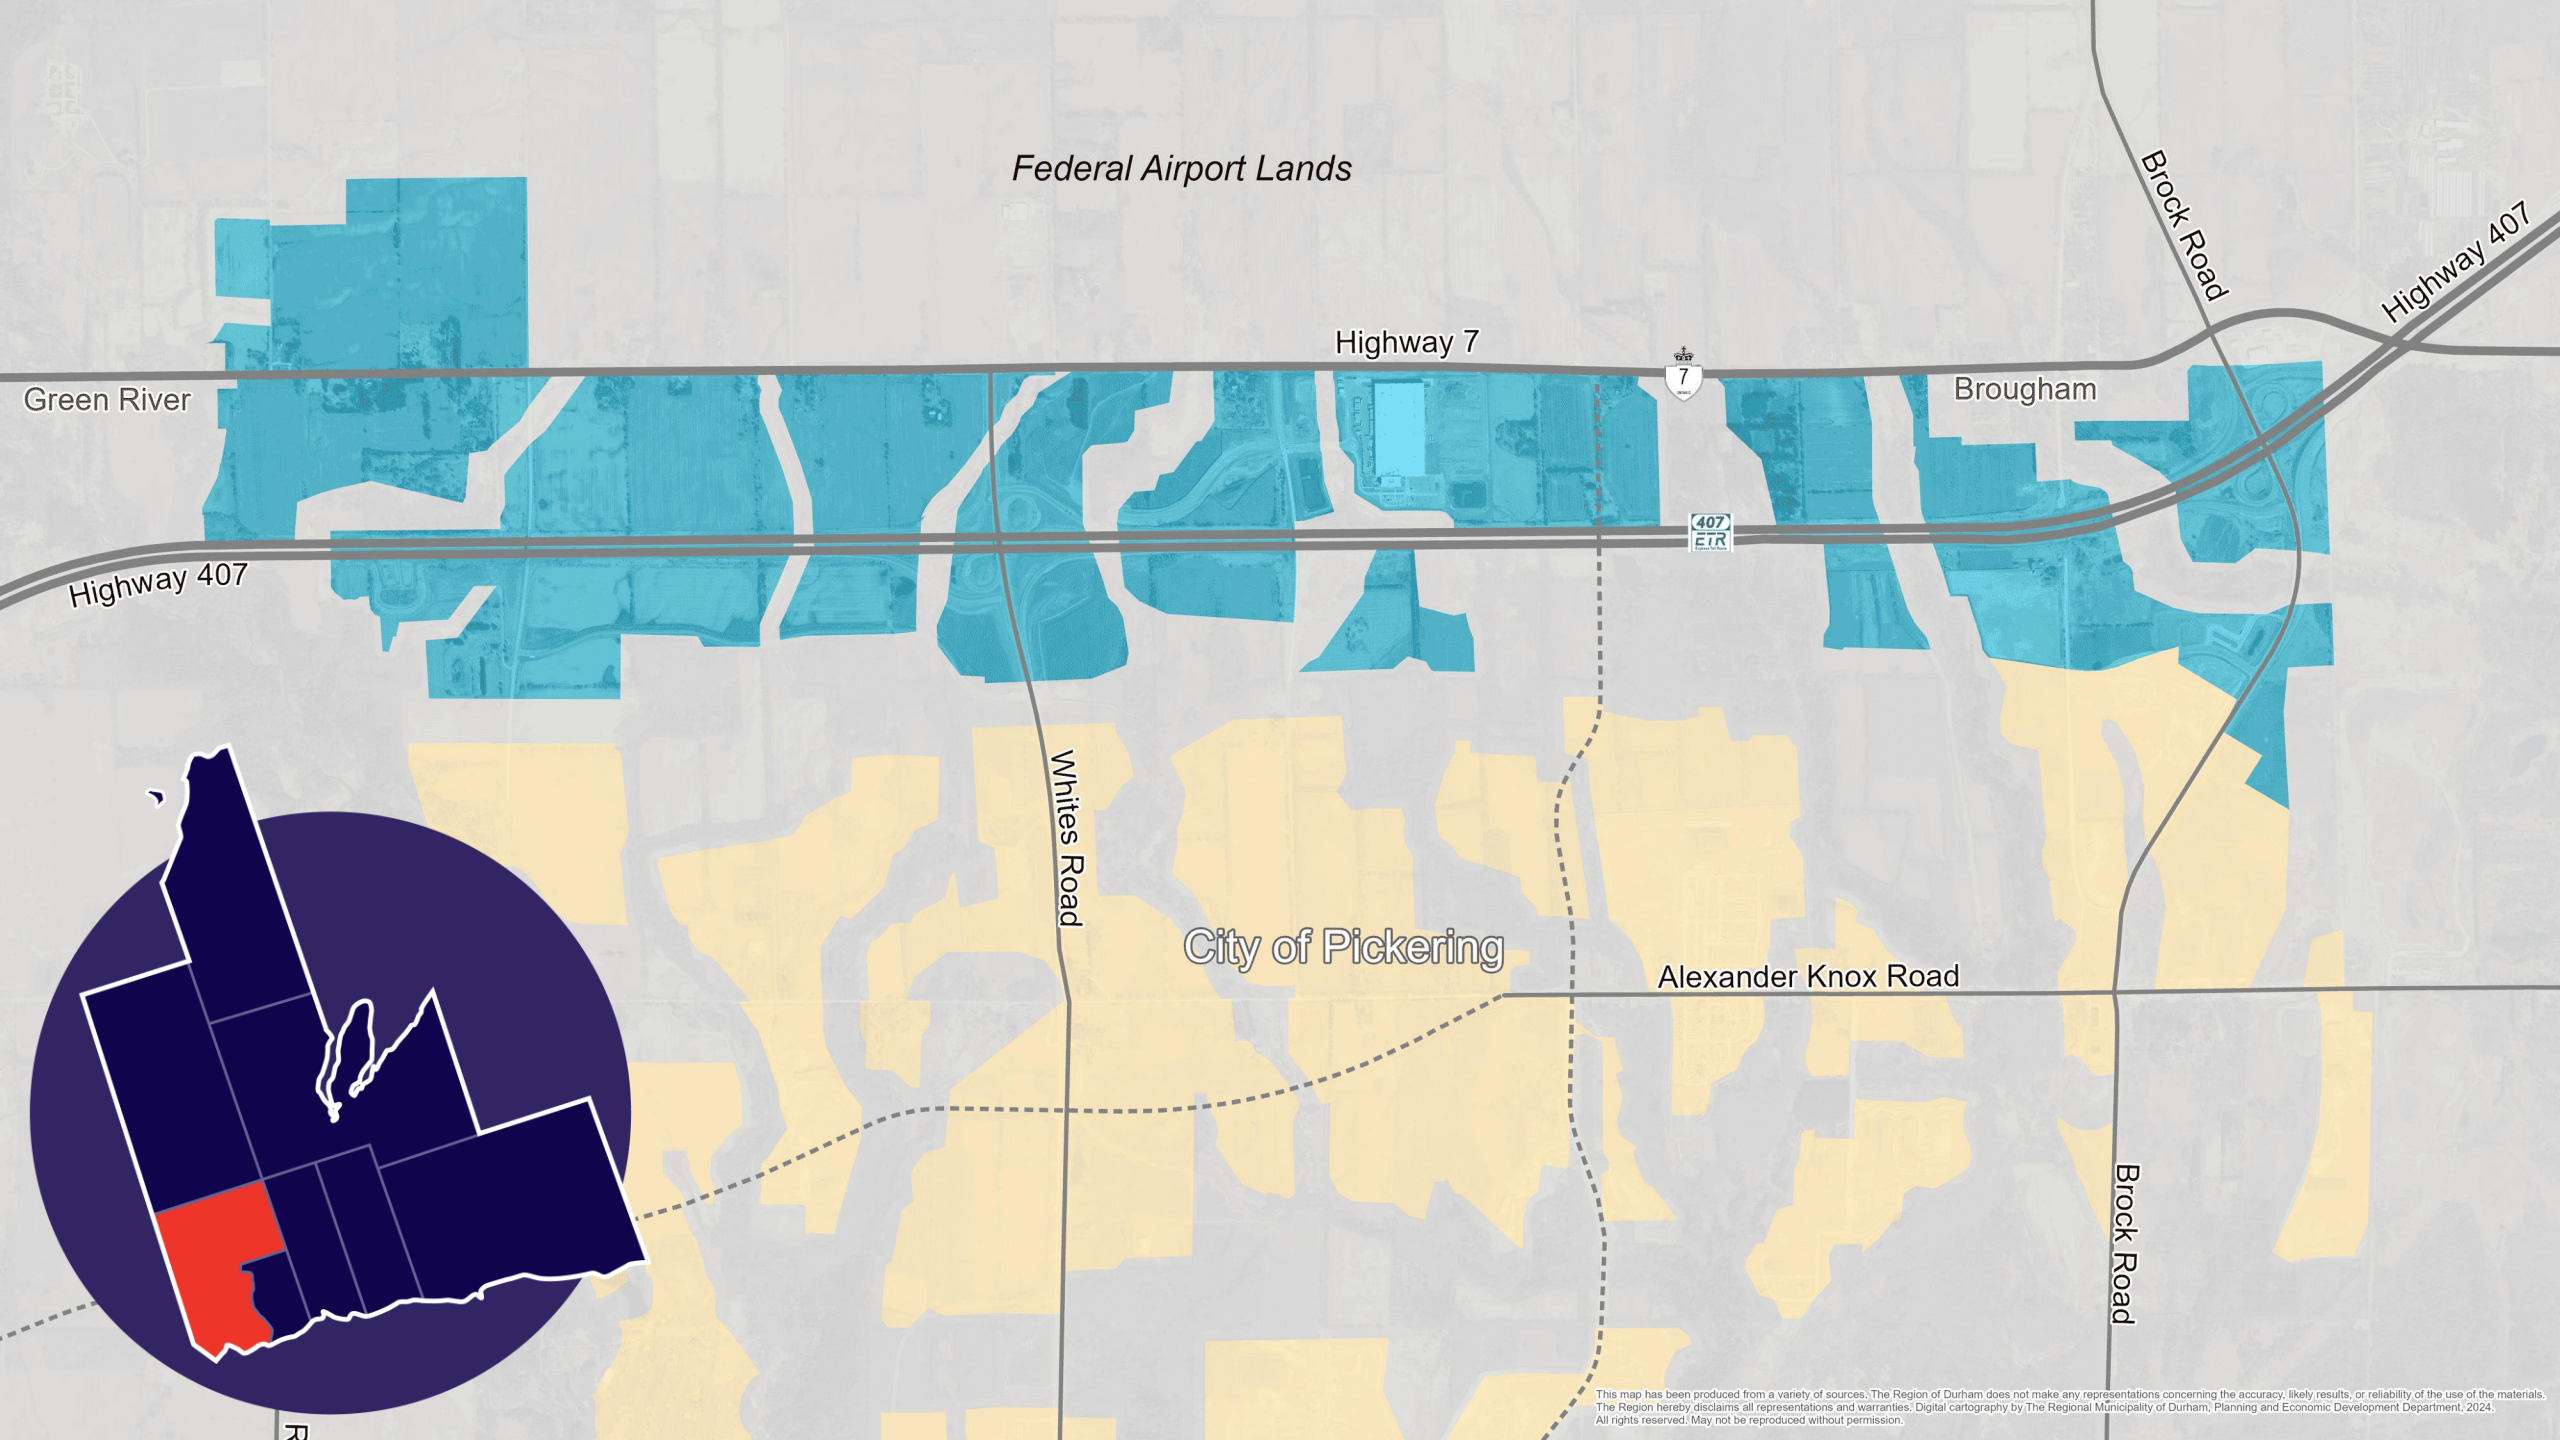 Federal Airport Lands
Brock Road
Highway 407
Highway 7
7
ONTARIO
Green River
Brougham
407
ETR
Express Toll Route
Highway 407
Whites Road
City of Pickering
Alexander Knox Road
Brock Road
This map has been produced from a variety of sources. The Region of Durham does not make any representations concerning the accuracy, likely results, or reliability of the use of the materials.
The Region hereby disclaims all representations and warranties. Digital cartography by The Regional Municipality of Durham, Planning and Economic Development Department, 2024.
All rights reserved. May not be reproduced without permission.
R